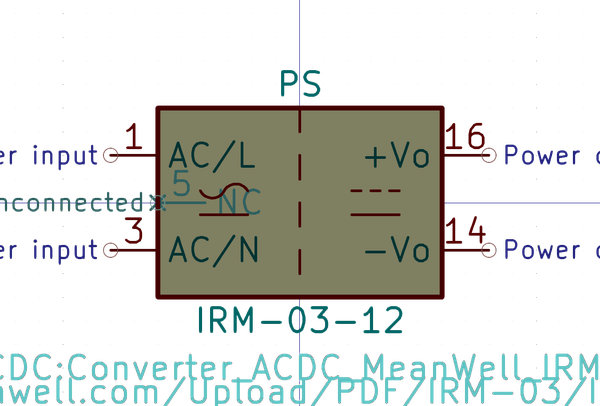 PS
1 16
er input AC/L +Vo Power
5
nconnected NC
3 14
er input AC/N -Vo Power
IRM-03-12
CDC:Converter_ACDC_MeanWell_IRM
well.com/Upload/PDF/IRM-03/I